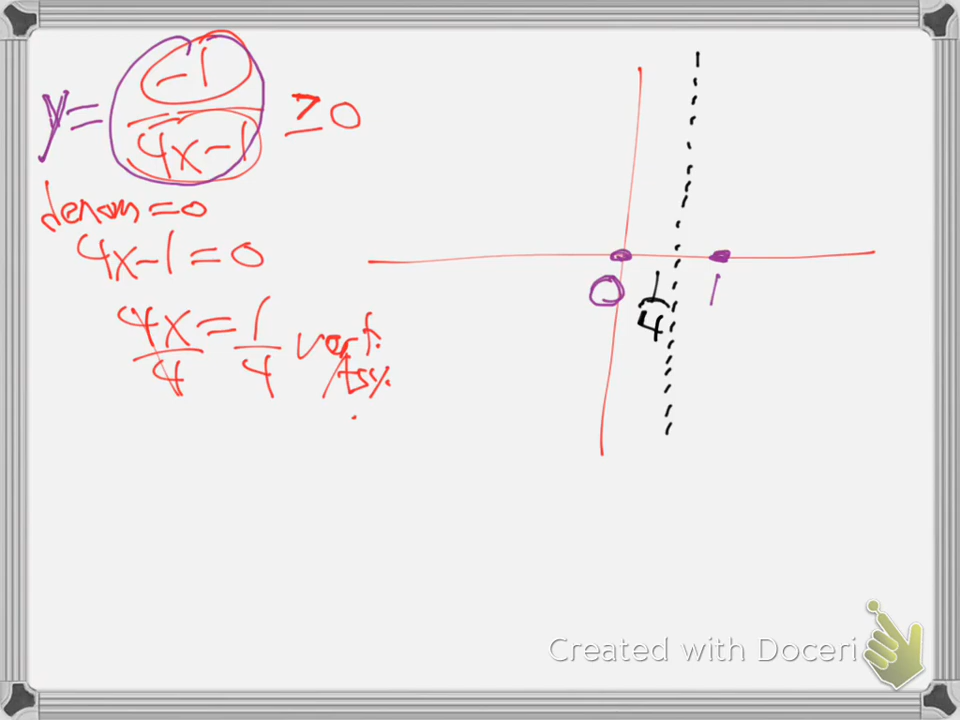 y = -1/(4x-1) ≥ 0
denom = 0
4x-1 = 0
4x/4 = 1/4 vert.
Asy.
0 1/4 1
Created with Doceri